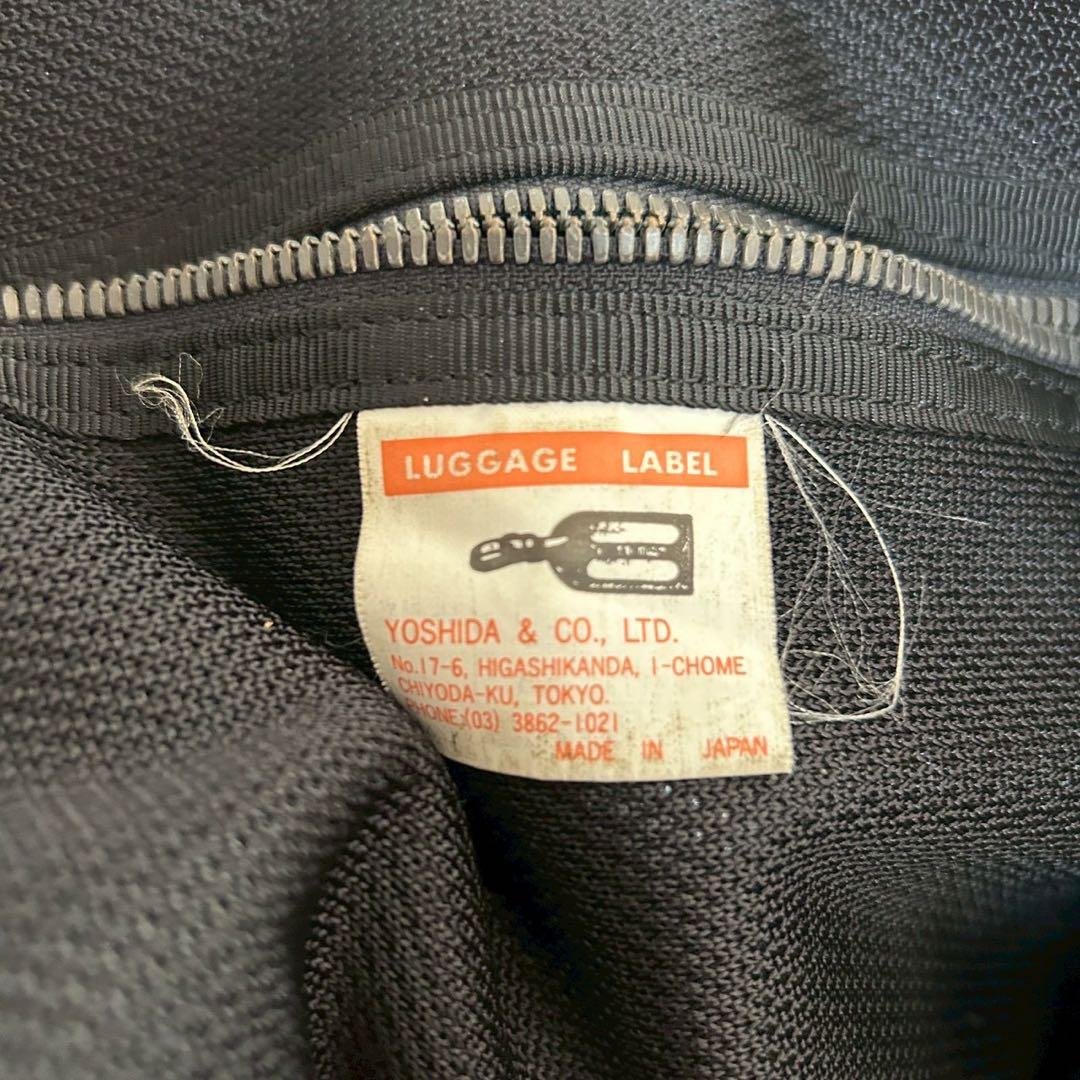 LUGGAGE LABEL
YOSHIDA & CO., LTD.
No.17-6, HIGASHIKANDA, 1-CHOME
CHIYODA-KU, TOKYO.
PHONE,(03) 3862-1021
MADE IN JAPAN